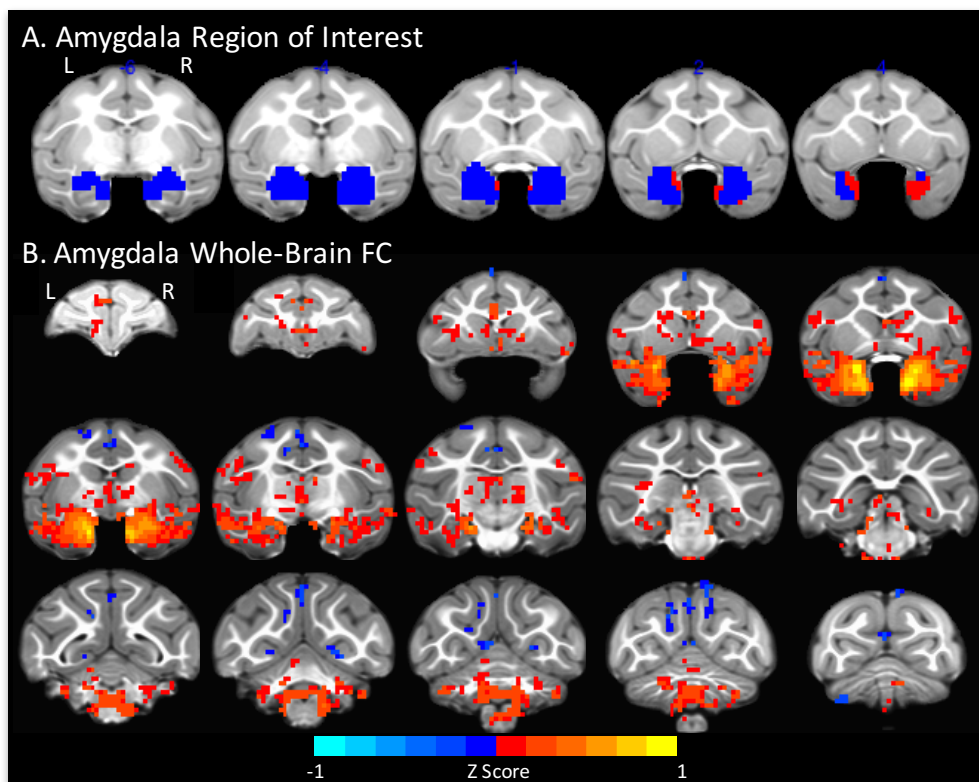 A. Amygdala Region of Interest
L R
-6 -4 -1 2 4
B. Amygdala Whole-Brain FC
L R
-1 Z Score 1